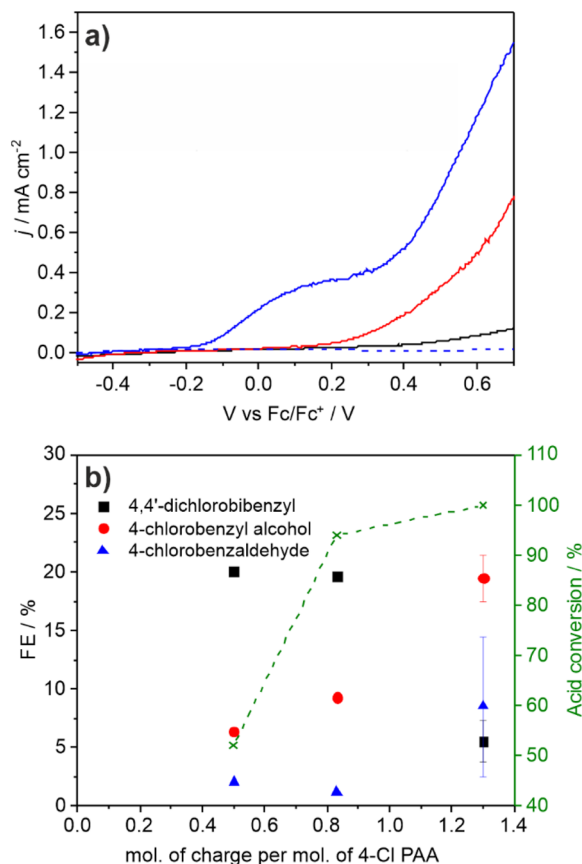 a)
1.6
1.4
1.2
1.0
0.8
0.6
0.4
0.2
0.0
j / mA cm⁻²
-0.4 -0.2 0.0 0.2 0.4 0.6
V vs Fc/Fc⁺ / V
b)
4,4'-dichlorobibenzyl
4-chlorobenzyl alcohol
4-chlorobenzaldehyde
30
25
20
15
10
5
0
FE / %
110
100
90
80
70
60
50
40
Acid conversion / %
0.0 0.2 0.4 0.6 0.8 1.0 1.2 1.4
mol. of charge per mol. of 4-Cl PAA